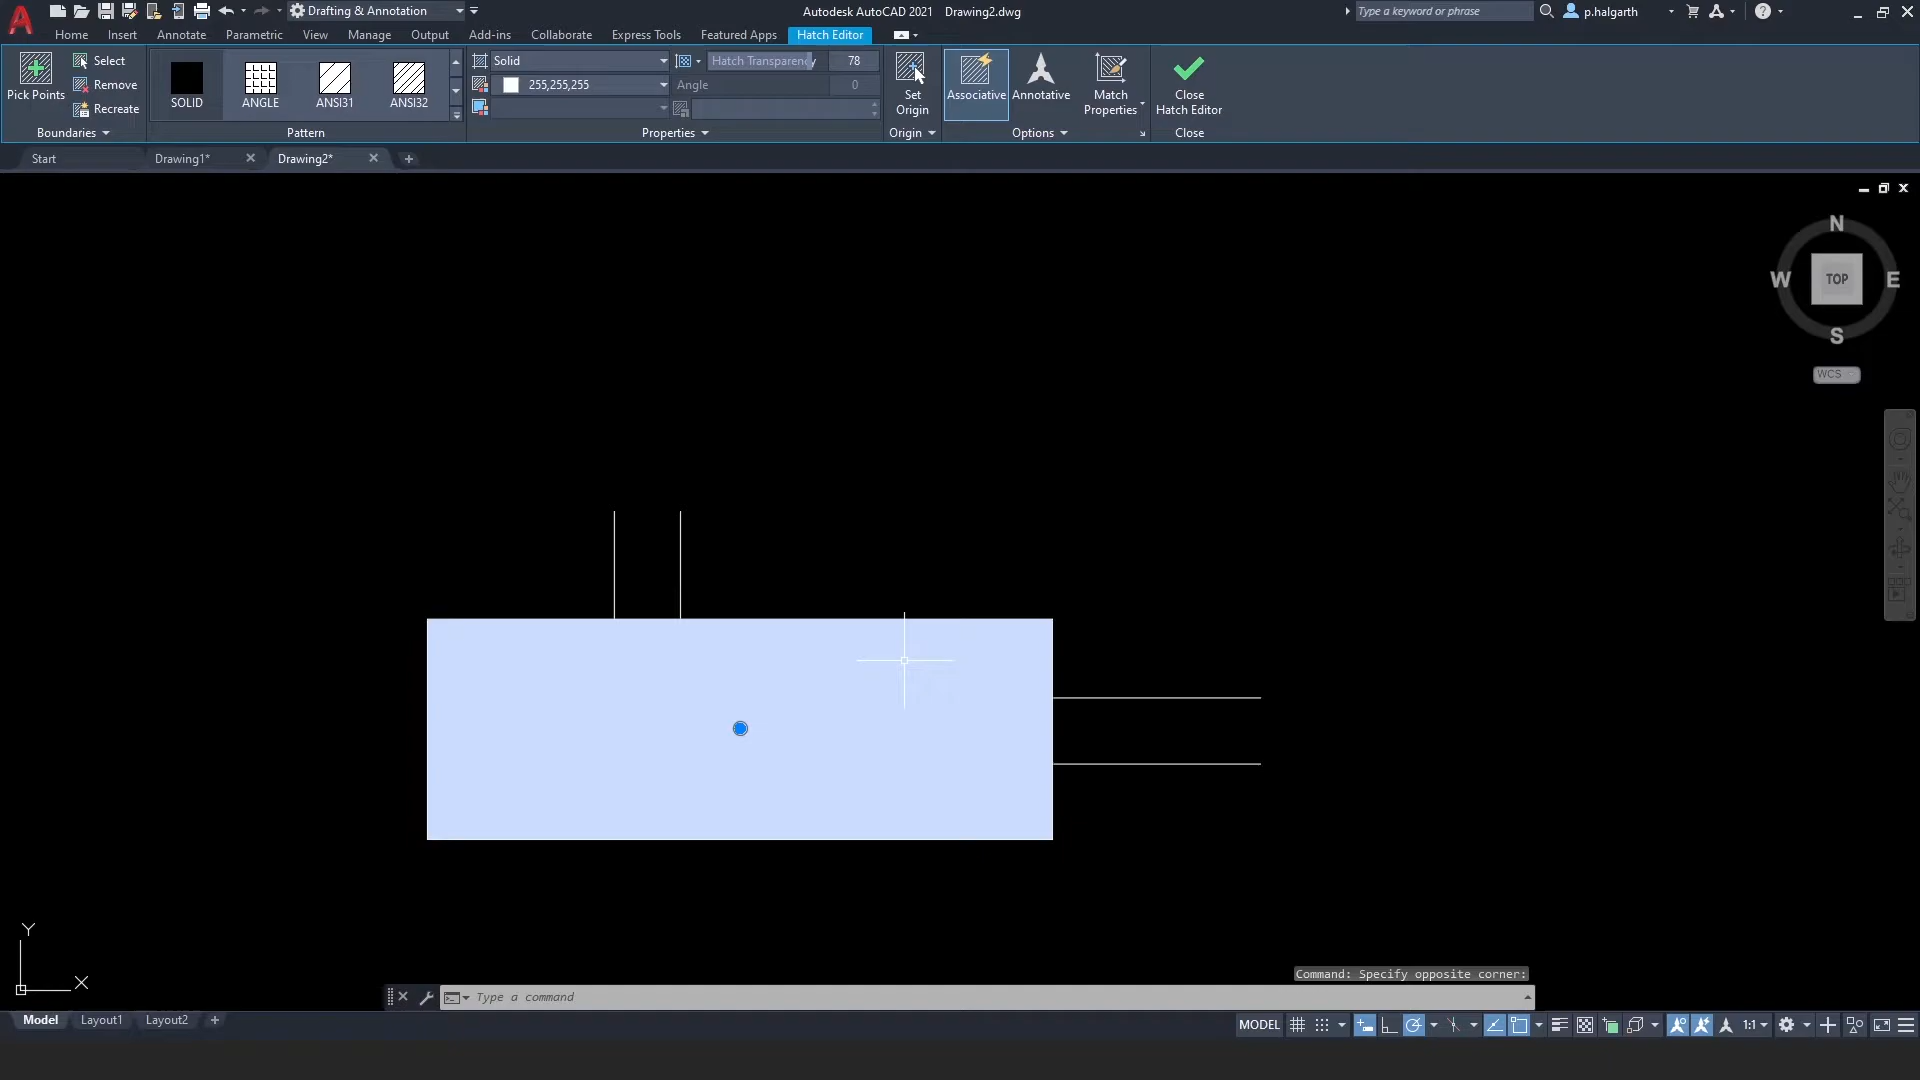 Drafting & Annotation
Autodesk AutoCAD 2021 Drawing2.dwg
Type a keyword or phrase
p.halgarth
Home Insert Annotate Parametric View Manage Output Add-ins Collaborate Express Tools Featured Apps Hatch Editor
Pick Points
Select
Remove
Recreate
Boundaries
SOLID ANGLE ANSI31 ANSI32
Pattern
Solid
255,255,255
Hatch Transparency 78
Angle 0
Properties
Set
Origin
Origin
Associative
Annotative
Match
Properties
Options
Close
Hatch Editor
Close
Start Drawing1* Drawing2*
N
W TOP E
S
WCS
Y
X
Command: Specify opposite corner:
Type a command
Model Layout1 Layout2
MODEL
1:1